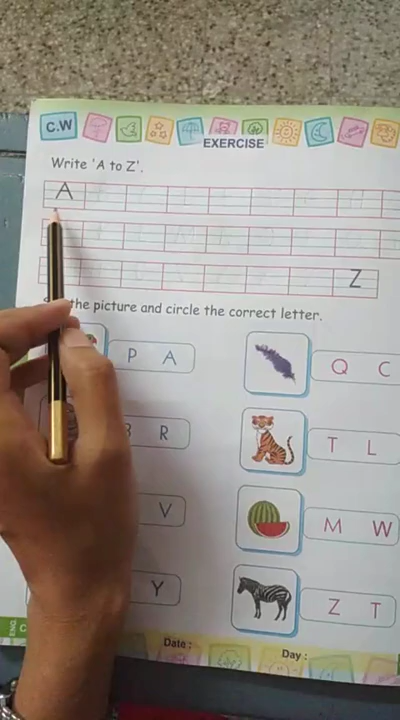 C.W
EXERCISE
Write 'A to Z'.
A
Z
the picture and circle the correct letter.
P A
Q C
R
T L
V
M W
Y
Z T
Date :
Day :